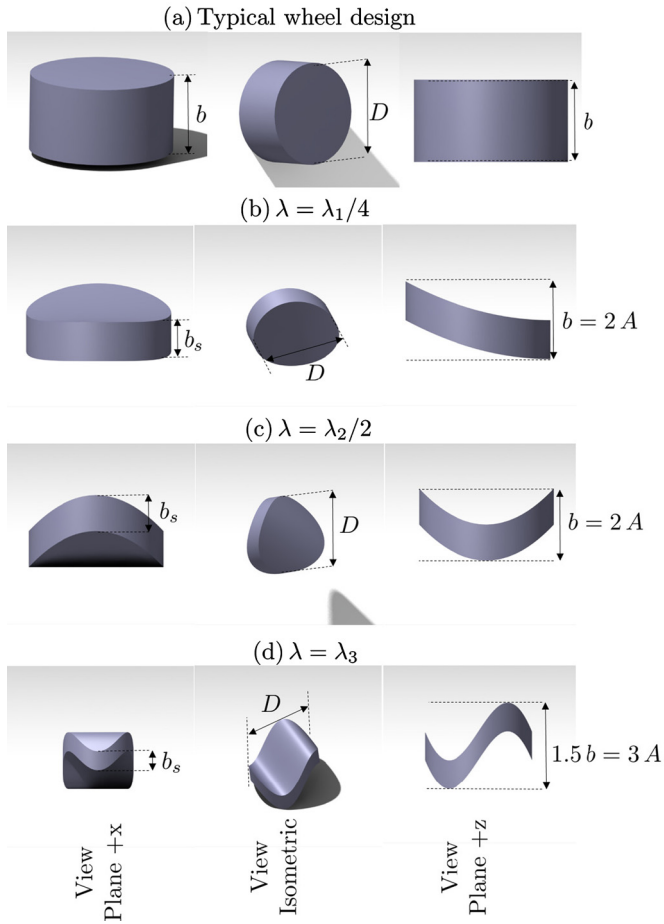 (a) Typical wheel design
b
D
b
(b) λ = λ₁/4
bₛ
D
b = 2 A
(c) λ = λ₂/2
bₛ
D
b = 2 A
(d) λ = λ₃
bₛ
D
1.5 b = 3 A
View
Plane +x
View
Isometric
View
Plane +z